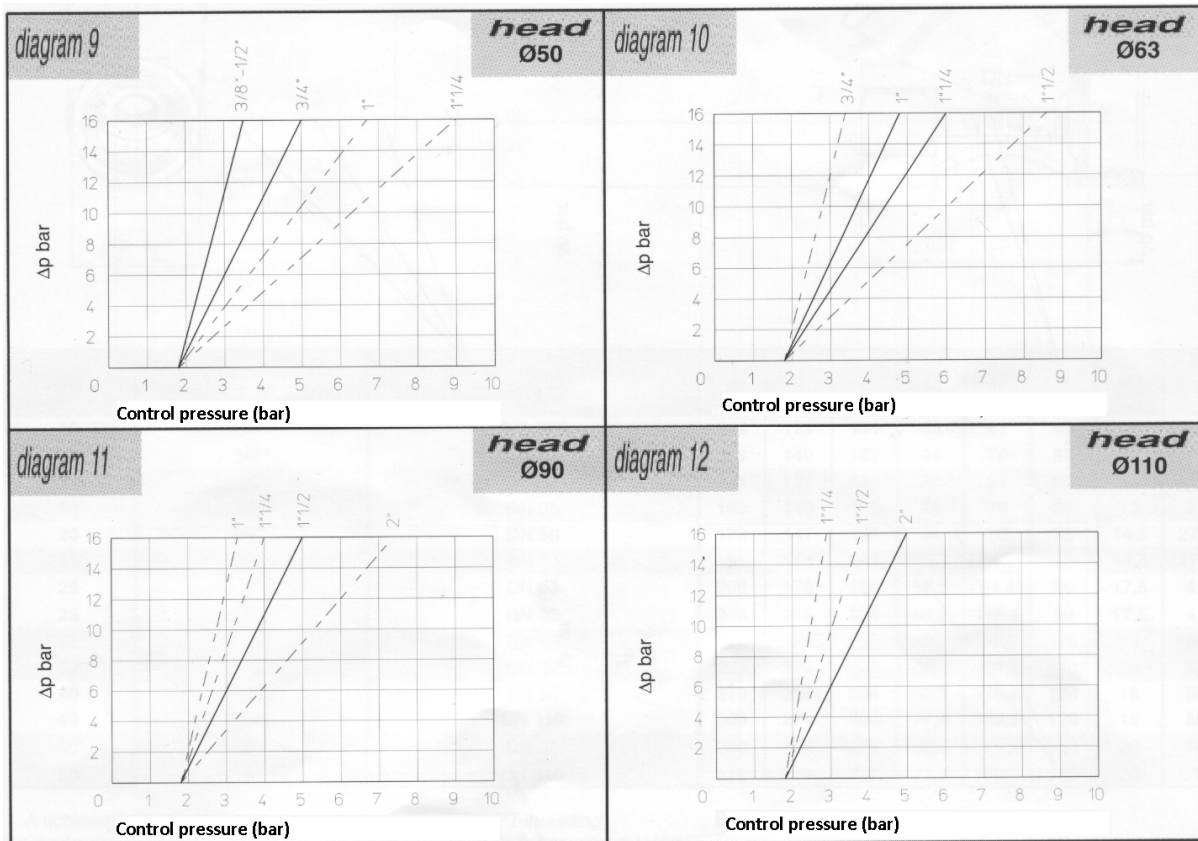 diagram 9
head
Ø50
3/8"-1/2"
3/4"
1"
1"1/4
16
14
12
10
8
6
4
2
Δp bar
0 1 2 3 4 5 6 7 8 9 10
Control pressure (bar)
diagram 10
head
Ø63
3/4"
1"
1"1/4
1"1/2
16
14
12
10
8
6
4
2
Δp bar
0 1 2 3 4 5 6 7 8 9 10
Control pressure (bar)
diagram 11
head
Ø90
1"
1"1/4
1"1/2
2"
16
14
12
10
8
6
4
2
Δp bar
0 1 2 3 4 5 6 7 8 9 10
Control pressure (bar)
diagram 12
head
Ø110
1"1/4
1"1/2
2"
16
14
12
10
8
6
4
2
Δp bar
0 1 2 3 4 5 6 7 8 9 10
Control pressure (bar)